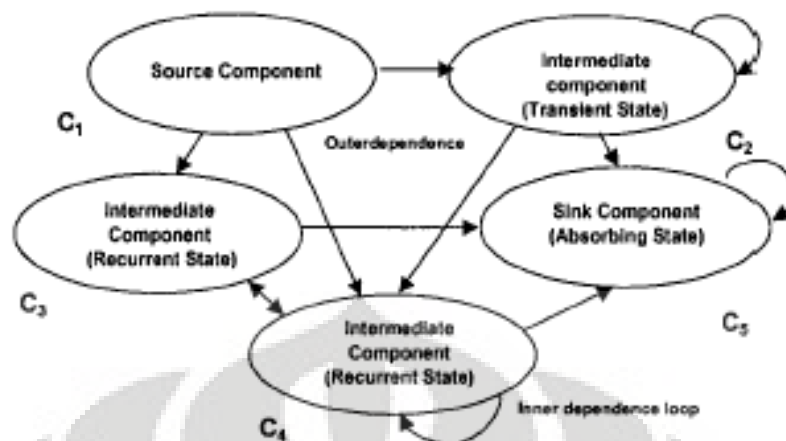 Source Component
Intermediate
component
(Transient State)
C1
Outerdependence
C2
Intermediate
Component
(Recurrent State)
Sink Component
(Absorbing State)
C3
C5
Intermediate
Component
(Recurrent State)
Inner dependence loop
C4